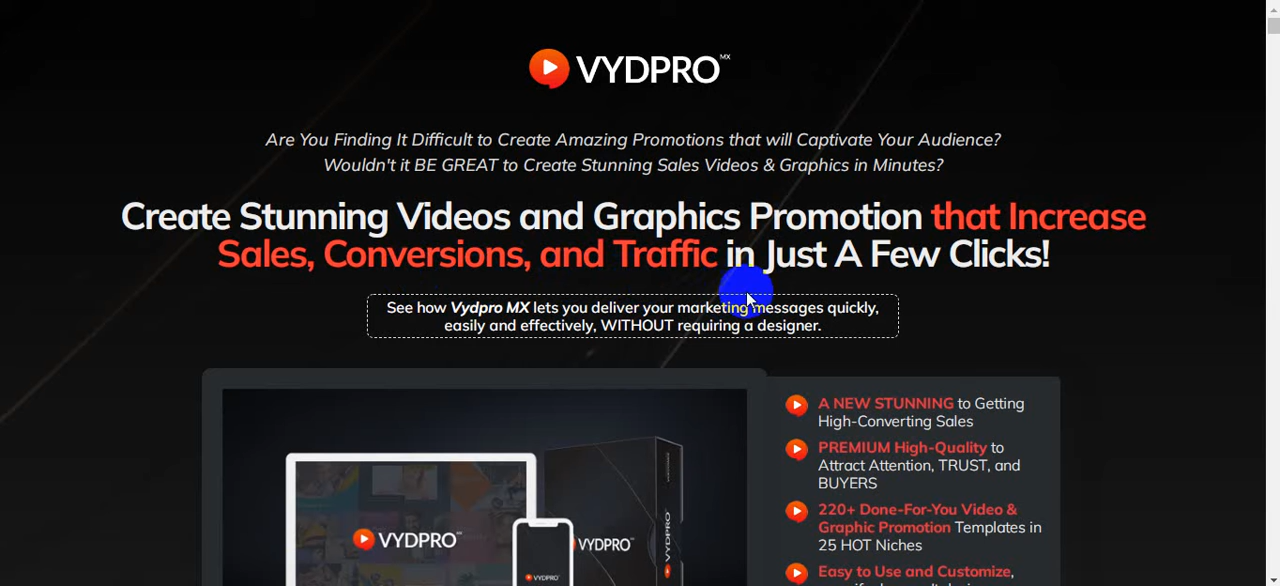 VYDPRO MX
Are You Finding It Difficult to Create Amazing Promotions that will Captivate Your Audience?
Wouldn't it BE GREAT to Create Stunning Sales Videos & Graphics in Minutes?
Create Stunning Videos and Graphics Promotion that Increase
Sales, Conversions, and Traffic in Just A Few Clicks!
See how Vydpro MX lets you deliver your marketing messages quickly,
easily and effectively, WITHOUT requiring a designer.
A NEW STUNNING to Getting
High-Converting Sales
PREMIUM High-Quality to
Attract Attention, TRUST, and
BUYERS
220+ Done-For-You Video &
Graphic Promotion Templates in
25 HOT Niches
Easy to Use and Customize,
VYDPRO
VYDPRO
VYDPRO
VYDPRO